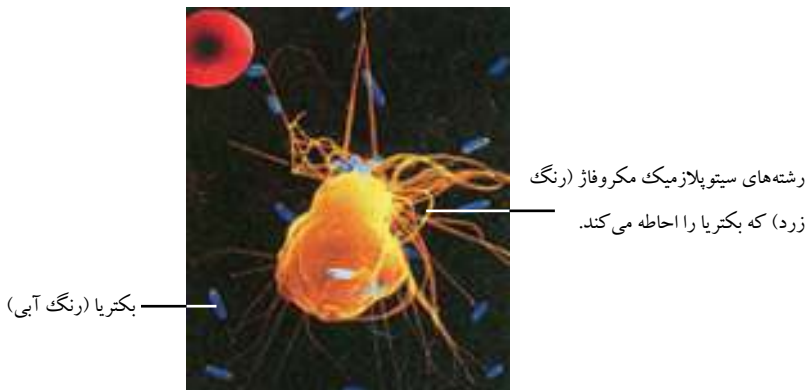 رشته‌های سیتوپلازمیک مکروفاژ (رنگ
زرد) که بکتریا را احاطه می‌کند.
بکتریا (رنگ آبی)